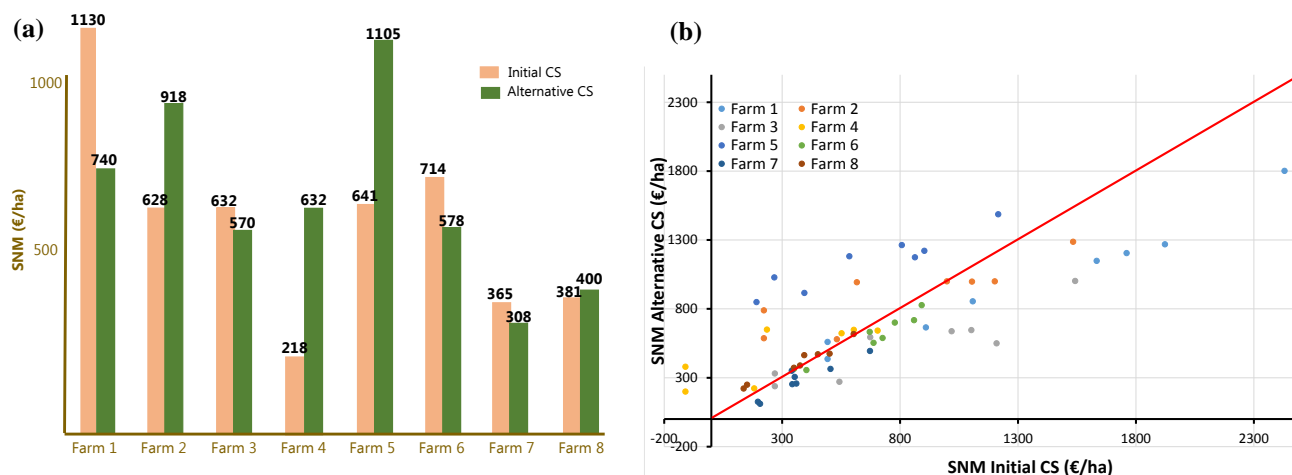 (a)
1130
740
628
918
632
570
218
632
641
1105
714
578
365
308
381
400
1000
500
SNM (€/ha)
Initial CS
Alternative CS
Farm 1 Farm 2 Farm 3 Farm 4 Farm 5 Farm 6 Farm 7 Farm 8
(b)
SNM Alternative CS (€/ha)
2300
1800
1300
800
300
-200
Farm 1 Farm 2
Farm 3 Farm 4
Farm 5 Farm 6
Farm 7 Farm 8
-200 300 800 1300 1800 2300
SNM Initial CS (€/ha)